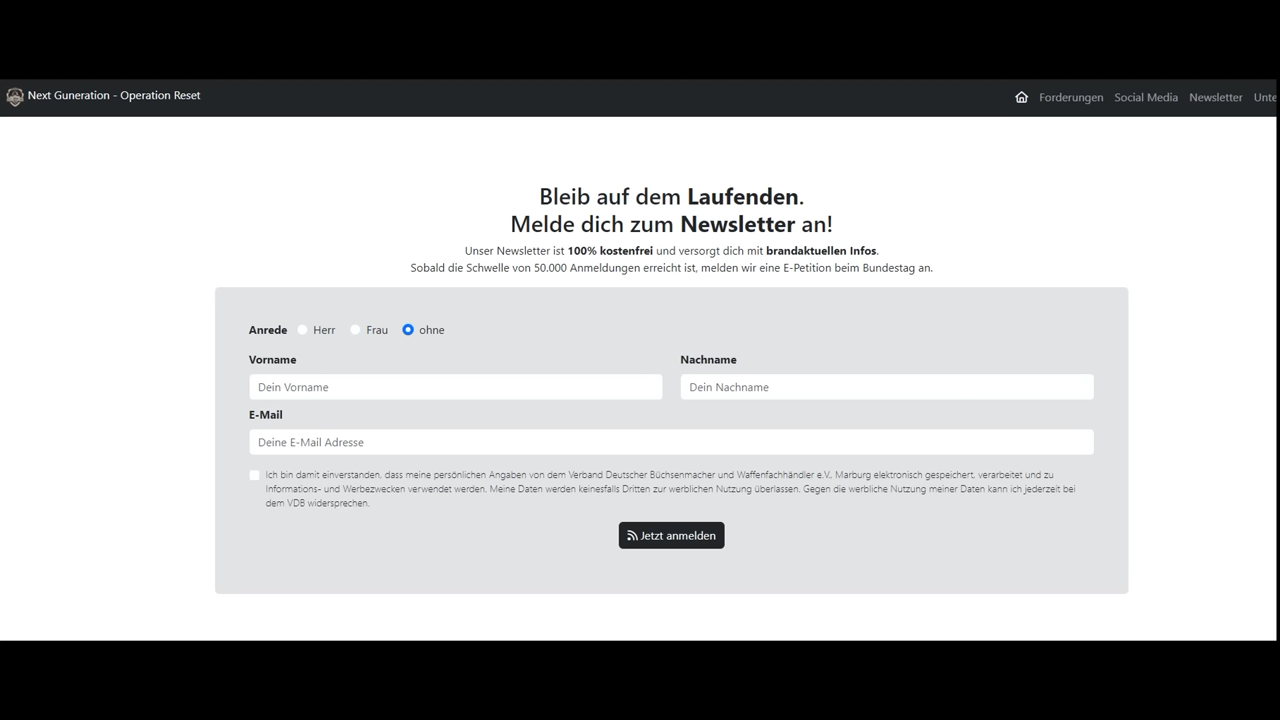 Next Guneration - Operation Reset
Forderungen Social Media Newsletter Unte
Bleib auf dem Laufenden.
Melde dich zum Newsletter an!
Unser Newsletter ist 100% kostenfrei und versorgt dich mit brandaktuellen Infos.
Sobald die Schwelle von 50.000 Anmeldungen erreicht ist, melden wir eine E-Petition beim Bundestag an.
Anrede Herr Frau ohne
Vorname Nachname
Dein Vorname Dein Nachname
E-Mail
Deine E-Mail Adresse
Ich bin damit einverstanden, dass meine persönlichen Angaben von dem Verband Deutscher Büchsenmacher und Waffenfachhändler e.V., Marburg elektronisch gespeichert, verarbeitet und zu
Informations- und Werbezwecken verwendet werden. Meine Daten werden keinesfalls Dritten zur werblichen Nutzung überlassen. Gegen die werbliche Nutzung meiner Daten kann ich jederzeit bei
dem VDB widersprechen.
Jetzt anmelden